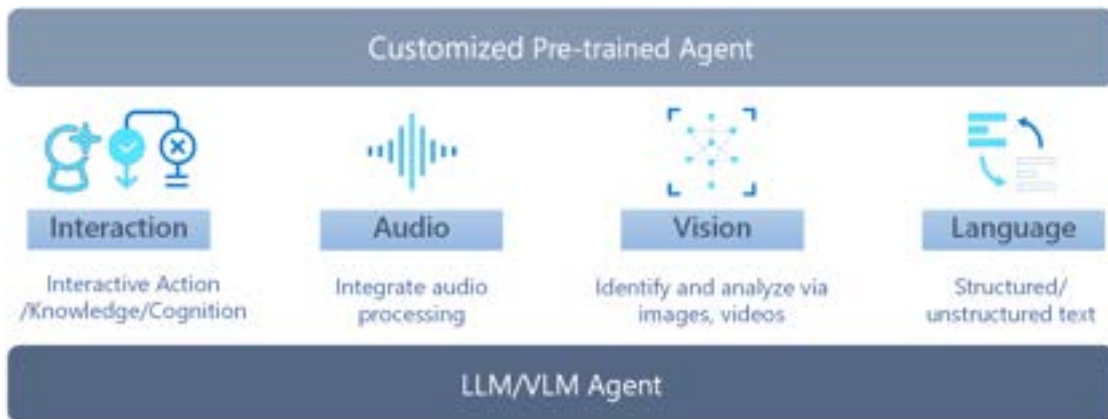 Customized Pre-trained Agent
Interaction
Audio
Vision
Language
Interactive Action
/Knowledge/Cognition
Integrate audio
processing
Identify and analyze via
images, videos
Structured/
unstructured text
LLM/VLM Agent